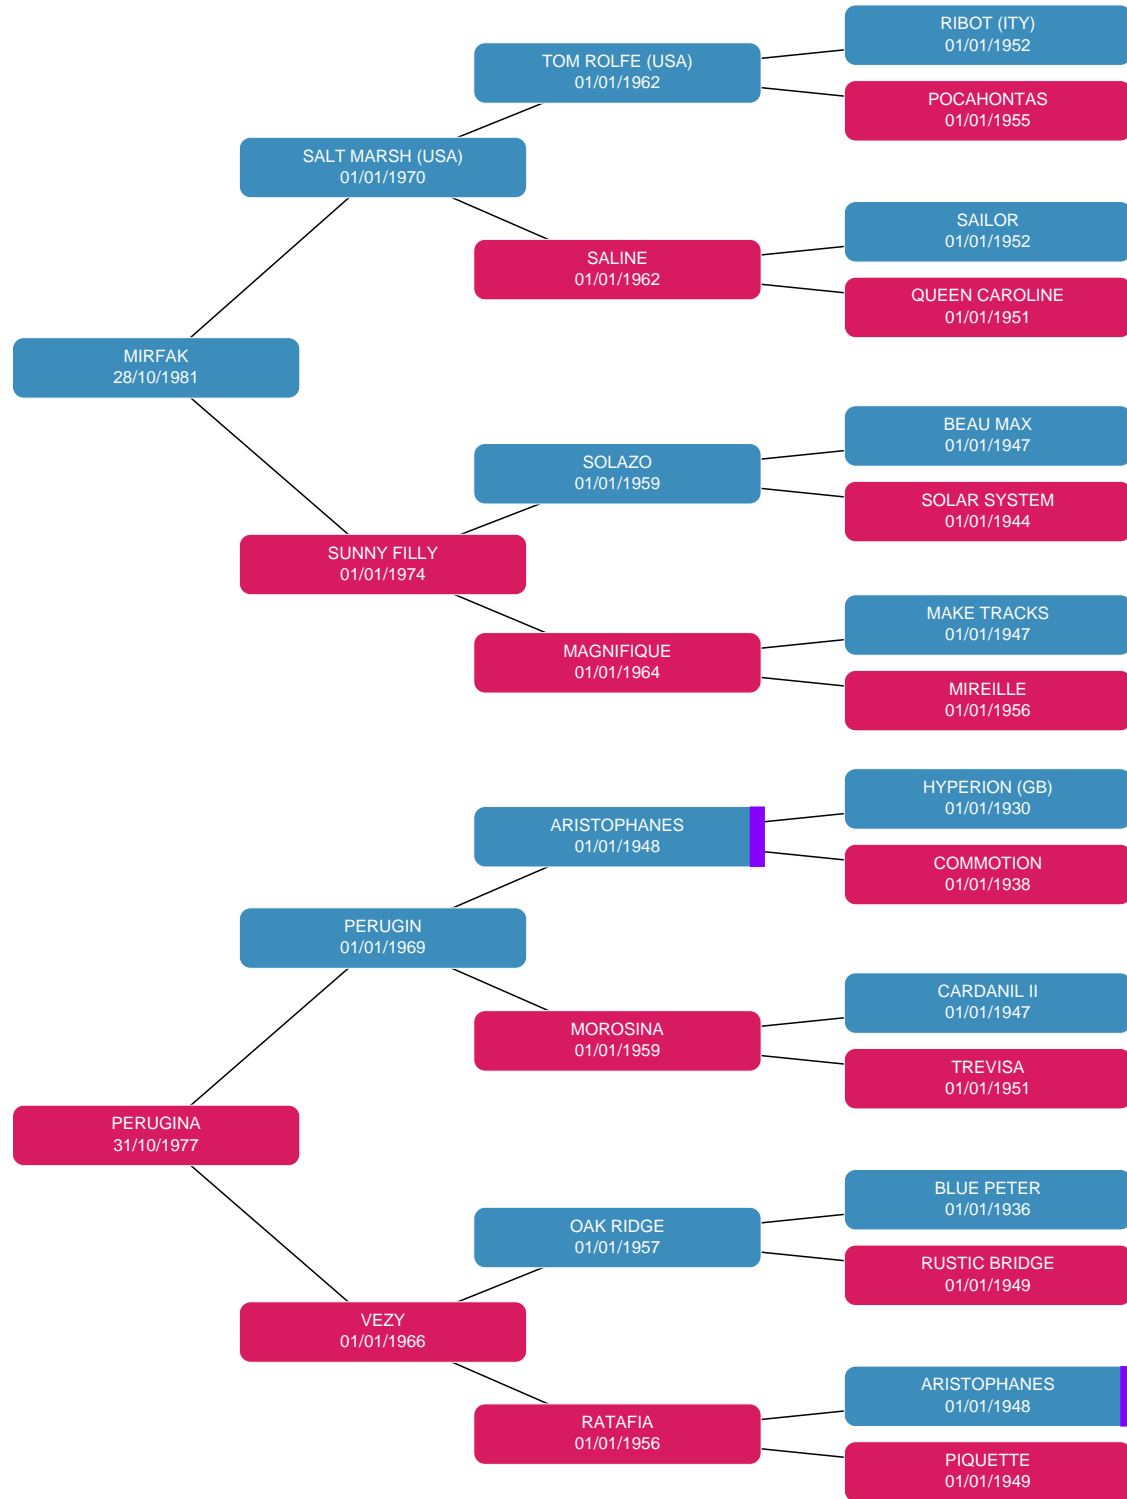 RIBOT (ITY)
01/01/1952
TOM ROLFE (USA)
01/01/1962
POCAHONTAS
01/01/1955
SALT MARSH (USA)
01/01/1970
SAILOR
01/01/1952
SALINE
01/01/1962
QUEEN CAROLINE
01/01/1951
MIRFAK
28/10/1981
BEAU MAX
01/01/1947
SOLAZO
01/01/1959
SOLAR SYSTEM
01/01/1944
SUNNY FILLY
01/01/1974
MAKE TRACKS
01/01/1947
MAGNIFIQUE
01/01/1964
MIREILLE
01/01/1956
HYPERION (GB)
01/01/1930
ARISTOPHANES
01/01/1948
COMMOTION
01/01/1938
PERUGIN
01/01/1969
CARDANIL II
01/01/1947
MOROSINA
01/01/1959
TREVISA
01/01/1951
PERUGINA
31/10/1977
BLUE PETER
01/01/1936
OAK RIDGE
01/01/1957
RUSTIC BRIDGE
01/01/1949
VEZY
01/01/1966
ARISTOPHANES
01/01/1948
RATAFIA
01/01/1956
PIQUETTE
01/01/1949